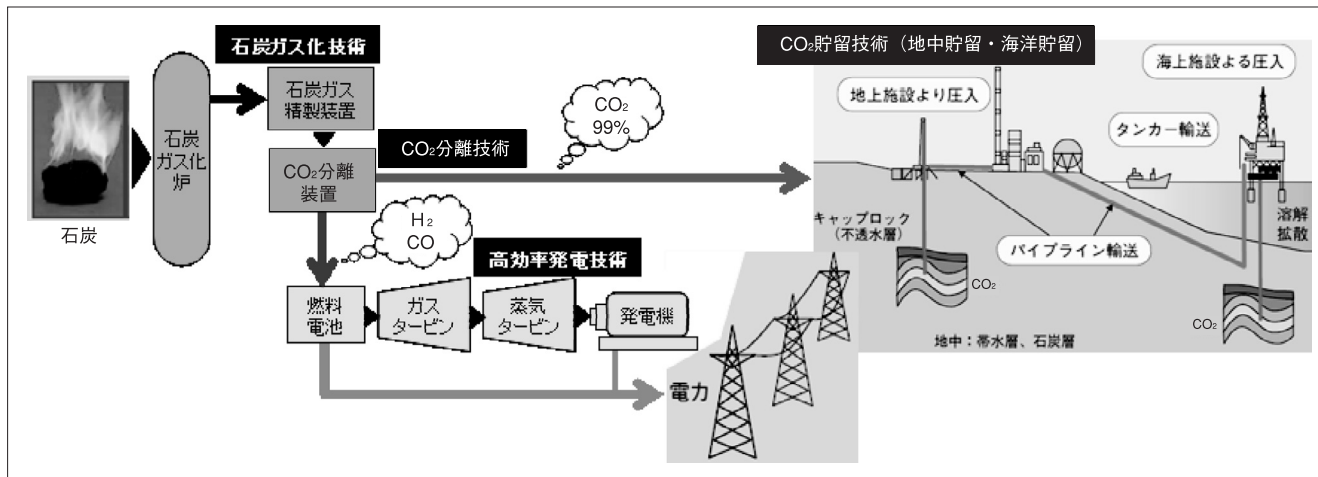 石炭ガス化技術
CO₂貯留技術（地中貯留・海洋貯留）
石炭
石炭
ガス化
炉
石炭ガス
精製装置
CO₂分離技術
CO₂
99%
CO₂分離
装置
H₂
CO
高効率発電技術
燃料
電池
ガス
タービン
蒸気
タービン
発電機
電力
海上施設よる圧入
地上施設より圧入
タンカー輸送
キャップロック
（不透水層）
パイプライン輸送
溶解
拡散
CO₂
CO₂
地中：帯水層、石炭層